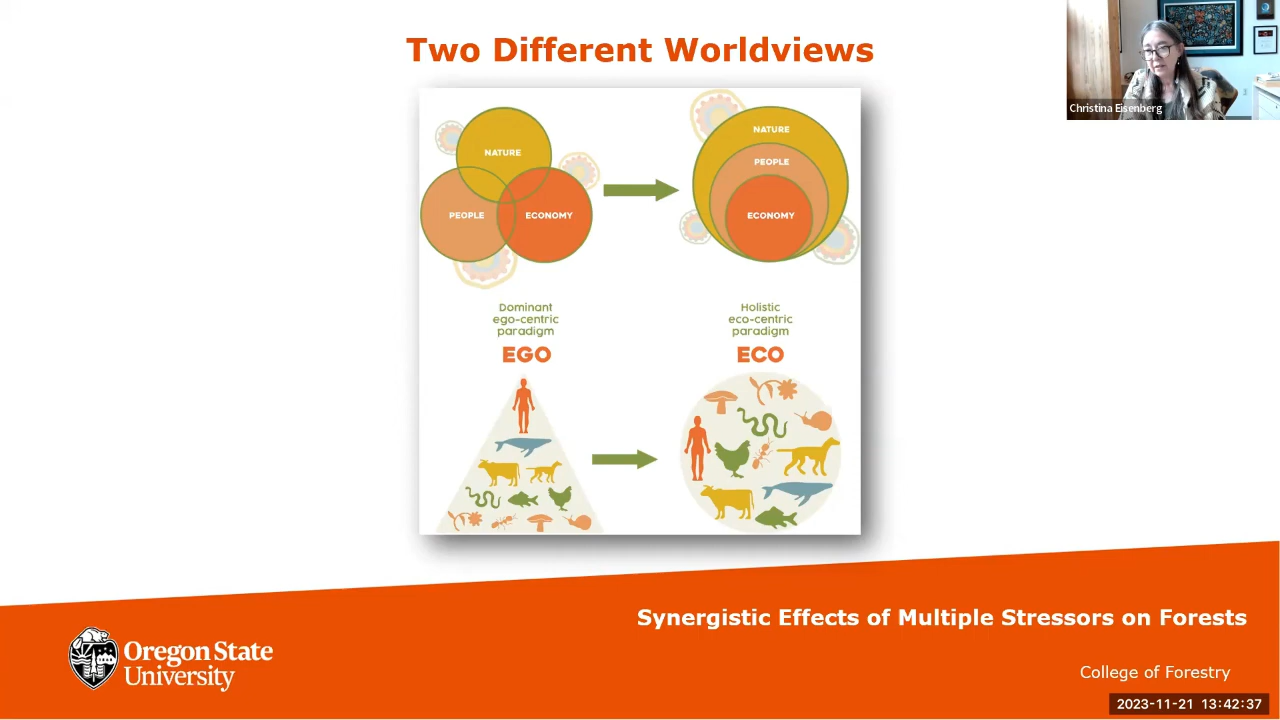 Two Different Worldviews
Christina Eisenberg
NATURE
PEOPLE
ECONOMY
NATURE
PEOPLE
ECONOMY
Dominant
ego-centric
paradigm
EGO
Holistic
eco-centric
paradigm
ECO
Synergistic Effects of Multiple Stressors on Forests
Oregon State
University
College of Forestry
2023-11-21 13:42:37